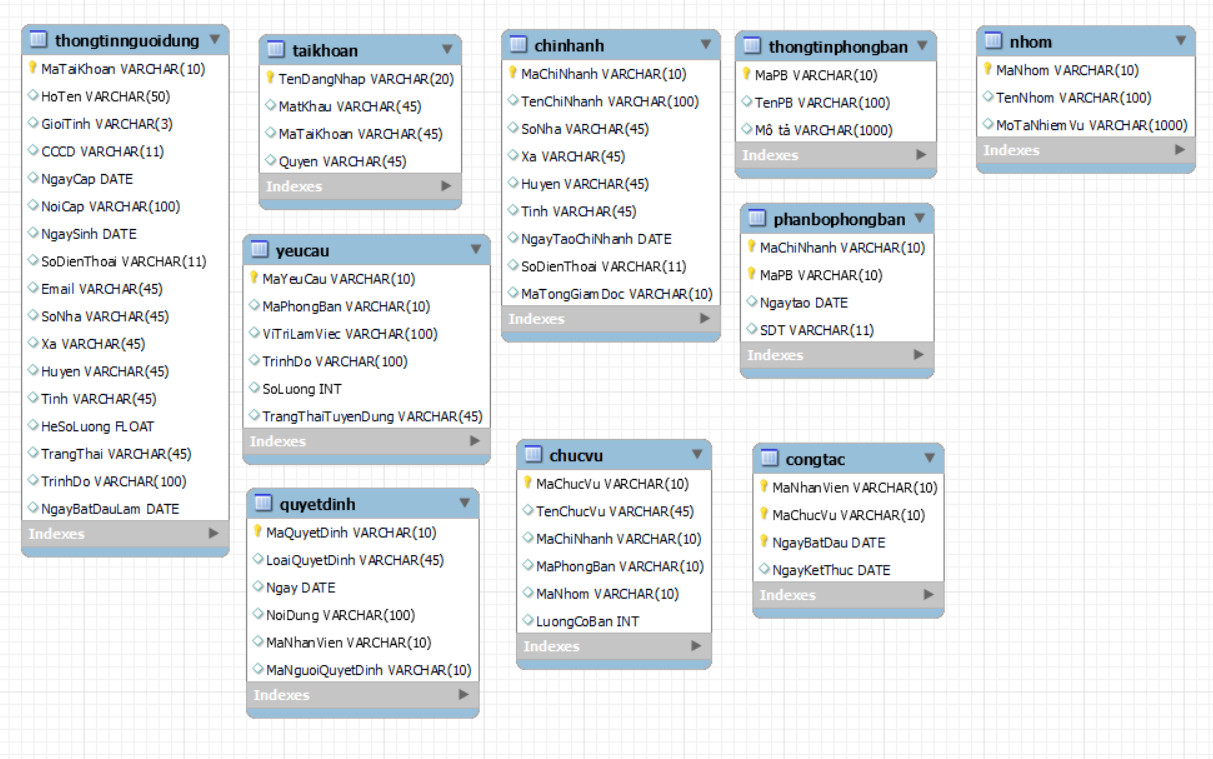 thongtinnguoidung
MaTaiKhoan VARCHAR(10)
HoTen VARCHAR(50)
GioiTinh VARCHAR(3)
CCCD VARCHAR(11)
NgayCap DATE
NoiCap VARCHAR(100)
NgaySinh DATE
SoDienThoai VARCHAR(11)
Email VARCHAR(45)
SoNha VARCHAR(45)
Xa VARCHAR(45)
Huyen VARCHAR(45)
Tinh VARCHAR(45)
HeSoLuong FLOAT
TrangThai VARCHAR(45)
TrinhDo VARCHAR(100)
NgayBatDauLam DATE
Indexes
taikhoan
TenDangNhap VARCHAR(20)
MatKhau VARCHAR(45)
MaTaiKhoan VARCHAR(45)
Quyen VARCHAR(45)
Indexes
yeucau
MaYeuCau VARCHAR(10)
MaPhongBan VARCHAR(10)
ViTriLamViec VARCHAR(100)
TrinhDo VARCHAR(100)
SoLuong INT
TrangThaiTuyenDung VARCHAR(45)
Indexes
quyetdinh
MaQuyetDinh VARCHAR(10)
LoaiQuyetDinh VARCHAR(45)
Ngay DATE
NoiDung VARCHAR(100)
MaNhanVien VARCHAR(10)
MaNguoiQuyetDinh VARCHAR(10)
Indexes
chinhanh
MaChiNhanh VARCHAR(10)
TenChiNhanh VARCHAR(100)
SoNha VARCHAR(45)
Xa VARCHAR(45)
Huyen VARCHAR(45)
Tinh VARCHAR(45)
NgayTaoChiNhanh DATE
SoDienThoai VARCHAR(11)
MaTongGiamDoc VARCHAR(10)
Indexes
chucvu
MaChucVu VARCHAR(10)
TenChucVu VARCHAR(45)
MaChiNhanh VARCHAR(10)
MaPhongBan VARCHAR(10)
MaNhom VARCHAR(10)
LuongCoBan INT
Indexes
thongtinphongban
MaPB VARCHAR(10)
TenPB VARCHAR(100)
Mô tả VARCHAR(1000)
Indexes
phanbophongban
MaChiNhanh VARCHAR(10)
MaPB VARCHAR(10)
Ngaytao DATE
SDT VARCHAR(11)
Indexes
congtac
MaNhanVien VARCHAR(10)
MaChucVu VARCHAR(10)
NgayBatDau DATE
NgayKetThuc DATE
Indexes
nhom
MaNhom VARCHAR(10)
TenNhom VARCHAR(100)
MoTaNhiemVu VARCHAR(1000)
Indexes